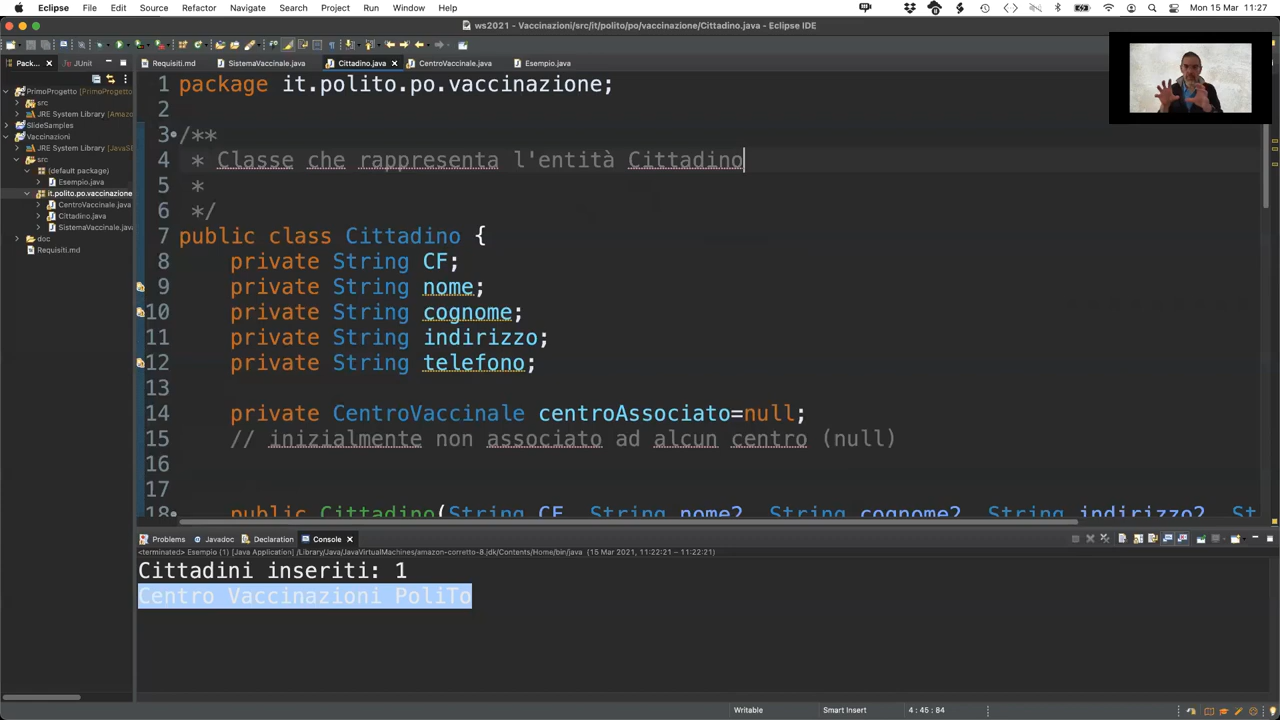 Eclipse File Edit Source Refactor Navigate Search Project Run Window Help Mon 15 Mar 11:27
ws2021 - Vaccinazioni/src/it/polito/po/vaccinazione/Cittadino.java - Eclipse IDE
Pack... JUnit Requisiti.md SistemaVaccinale.java Cittadino.java CentroVaccinale.java Esempio.java
PrimoProgetto [PrimoProgetto
src
JRE System Library [Amazo
SlideSamples
Vaccinazioni
JRE System Library [JavaSE
src
(default package)
Esempio.java
it.polito.po.vaccinazione
CentroVaccinale.java
Cittadino.java
SistemaVaccinale.java
doc
Requisiti.md
1 package it.polito.po.vaccinazione;
2
3 /**
4 * Classe che rappresenta l'entità Cittadino
5 *
6 */
7 public class Cittadino {
8 private String CF;
9 private String nome;
10 private String cognome;
11 private String indirizzo;
12 private String telefono;
13
14 private CentroVaccinale centroAssociato=null;
15 // inizialmente non associato ad alcun centro (null)
16
17
18 public Cittadino(String CF, String nome2, String cognome2, String indirizzo2, St
Problems Javadoc Declaration Console
<terminated> Esempio (1) [Java Application] /Library/Java/JavaVirtualMachines/amazon-corretto-8.jdk/Contents/Home/bin/java (15 Mar 2021, 11:22:21 – 11:22:21)
Cittadini inseriti: 1
Centro Vaccinazioni PoliTo
Writable Smart Insert 4 : 45 : 84